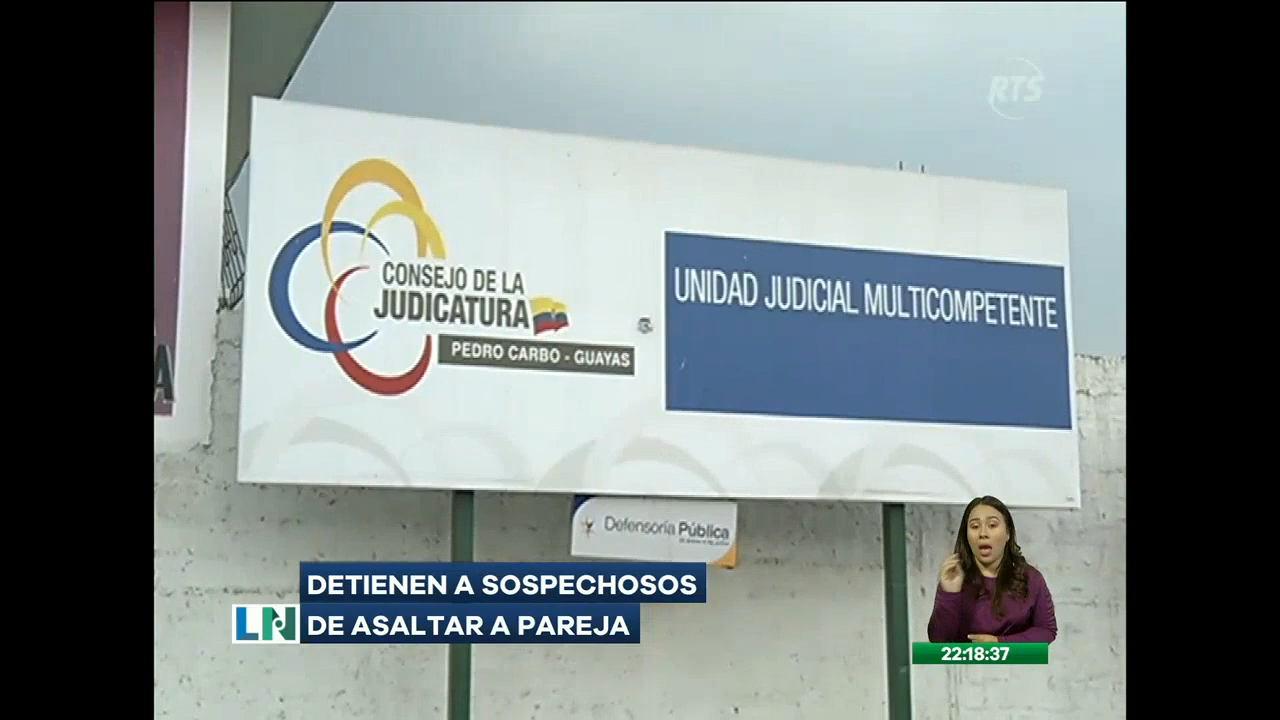 RTS
CONSEJO DE LA
JUDICATURA
PEDRO CARBO - GUAYAS
UNIDAD JUDICIAL MULTICOMPETENTE
Defensoría Pública
DETIENEN A SOSPECHOSOS
LN DE ASALTAR A PAREJA
22:18:37